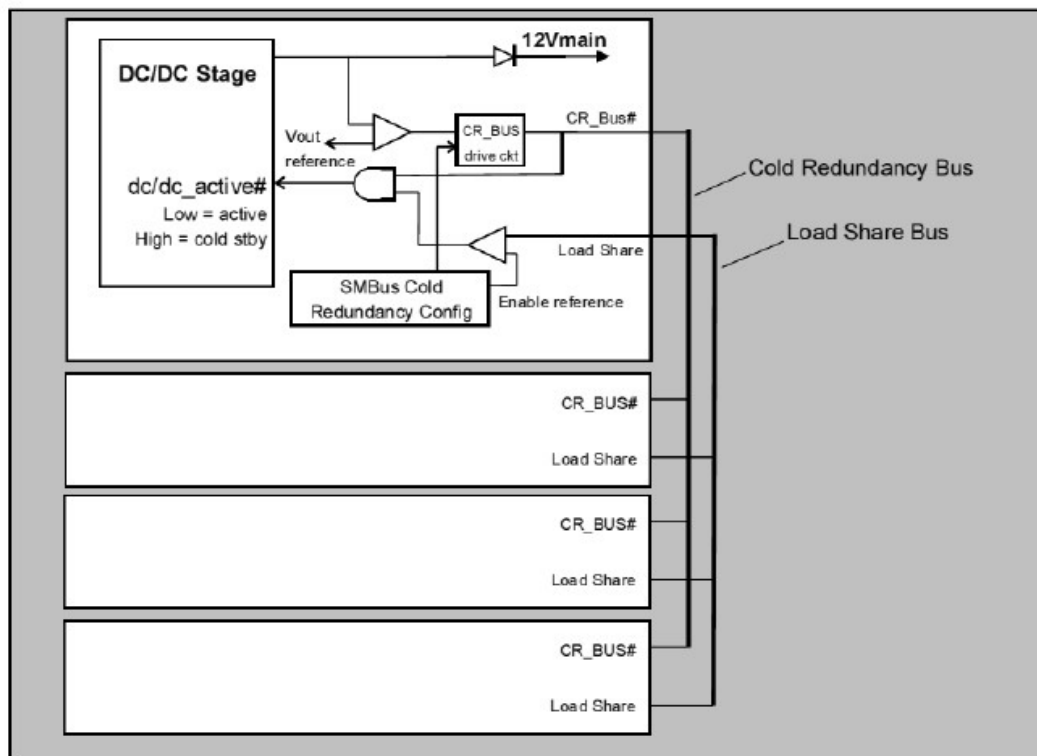 DC/DC Stage
12Vmain
CR_Bus#
CR_BUS
drive ckt
Vout
reference
dc/dc_active#
Low = active
High = cold stby
Load Share
SMBus Cold
Redundancy Config
Enable reference
Cold Redundancy Bus
Load Share Bus
CR_BUS#
Load Share
CR_BUS#
Load Share
CR_BUS#
Load Share